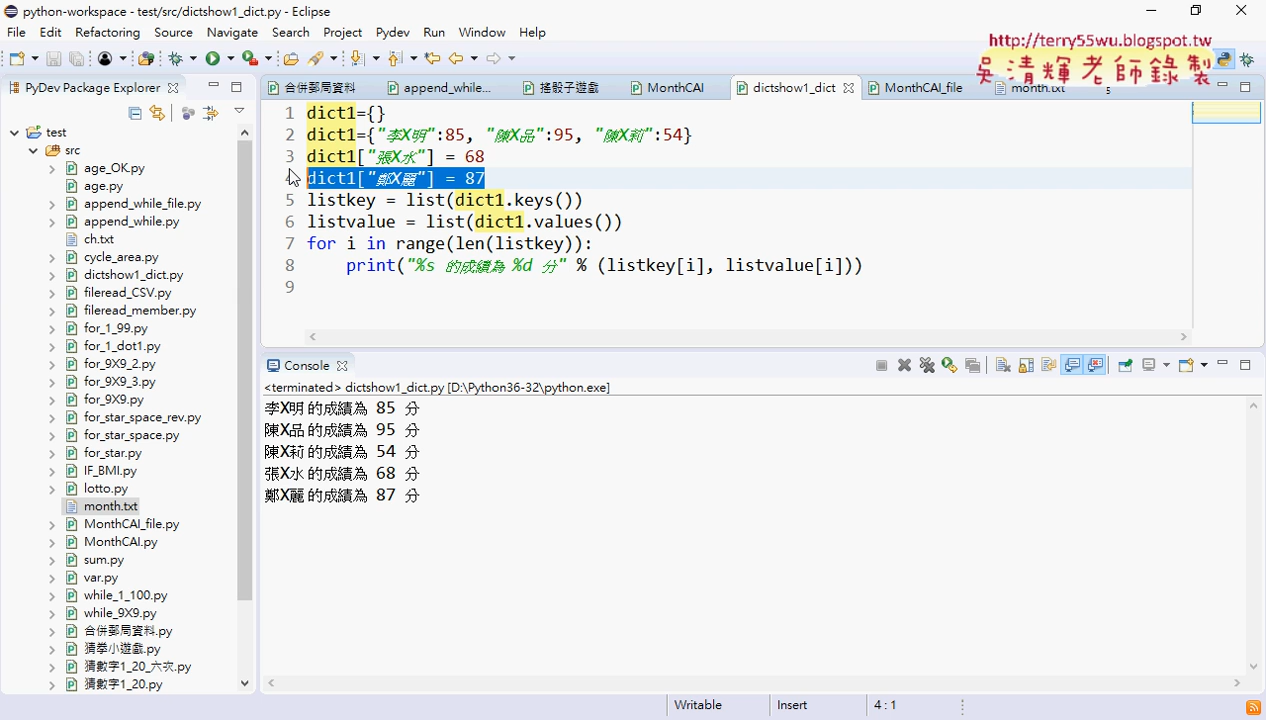 python-workspace - test/src/dictshow1_dict.py - Eclipse
File Edit Refactoring Source Navigate Search Project Pydev Run Window Help
http://terry55wu.blogspot.tw
吳清輝老師錄製
PyDev Package Explorer
合併郵局資料 append_while... 搖骰子遊戲 MonthCAI dictshow1_dict MonthCAI_file month.txt 5
test
src
age_OK.py
age.py
append_while_file.py
append_while.py
ch.txt
cycle_area.py
dictshow1_dict.py
fileread_CSV.py
fileread_member.py
for_1_99.py
for_1_dot1.py
for_9X9_2.py
for_9X9_3.py
for_9X9.py
for_star_space_rev.py
for_star_space.py
for_star.py
IF_BMI.py
lotto.py
month.txt
MonthCAI_file.py
MonthCAI.py
sum.py
var.py
while_1_100.py
while_9X9.py
合併郵局資料.py
猜拳小遊戲.py
猜數字1_20_六次.py
猜數字1_20.py
1 dict1={}
2 dict1={"李X明":85, "陳X品":95, "陳X莉":54}
3 dict1["張X水"] = 68
4 dict1["鄭X麗"] = 87
5 listkey = list(dict1.keys())
6 listvalue = list(dict1.values())
7 for i in range(len(listkey)):
8 print("%s 的成績為 %d 分" % (listkey[i], listvalue[i]))
9
Console
<terminated> dictshow1_dict.py [D:\Python36-32\python.exe]
李X明 的成績為 85 分
陳X品 的成績為 95 分
陳X莉 的成績為 54 分
張X水 的成績為 68 分
鄭X麗 的成績為 87 分
Writable Insert 4 : 1